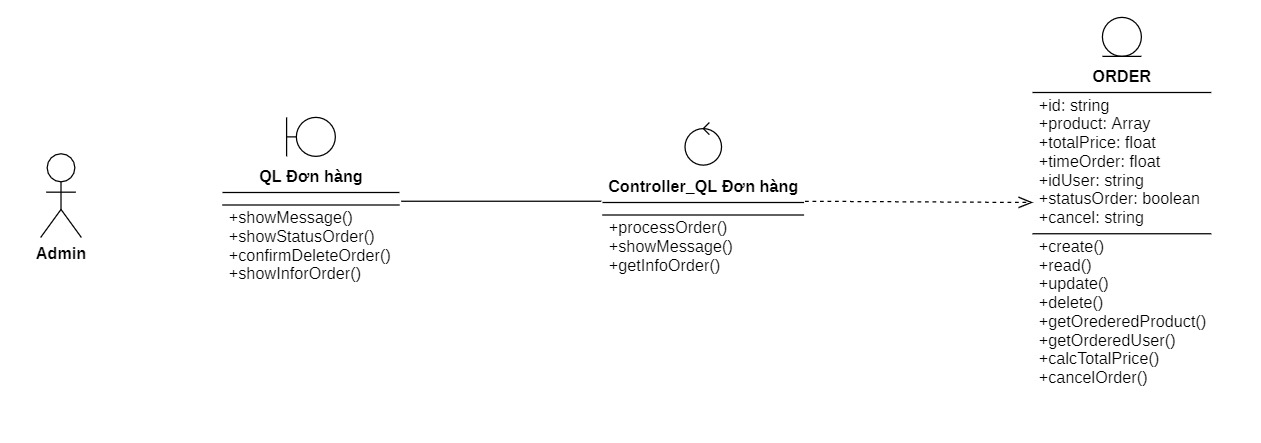 Admin
QL Đơn hàng
+showMessage()
+showStatusOrder()
+confirmDeleteOrder()
+showInforOrder()
Controller_QL Đơn hàng
+processOrder()
+showMessage()
+getInfoOrder()
ORDER
+id: string
+product: Array
+totalPrice: float
+timeOrder: float
+idUser: string
+statusOrder: boolean
+cancel: string
+create()
+read()
+update()
+delete()
+getOrederedProduct()
+getOrderedUser()
+calcTotalPrice()
+cancelOrder()